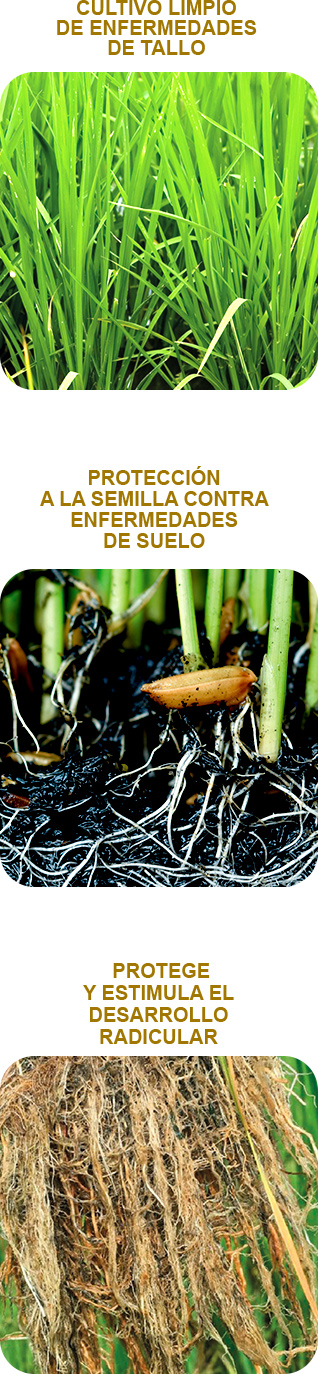 CULTIVO LIMPIO
DE ENFERMEDADES
DE TALLO
PROTECCIÓN
A LA SEMILLA CONTRA
ENFERMEDADES
DE SUELO
PROTEGE
Y ESTIMULA EL
DESARROLLO
RADICULAR